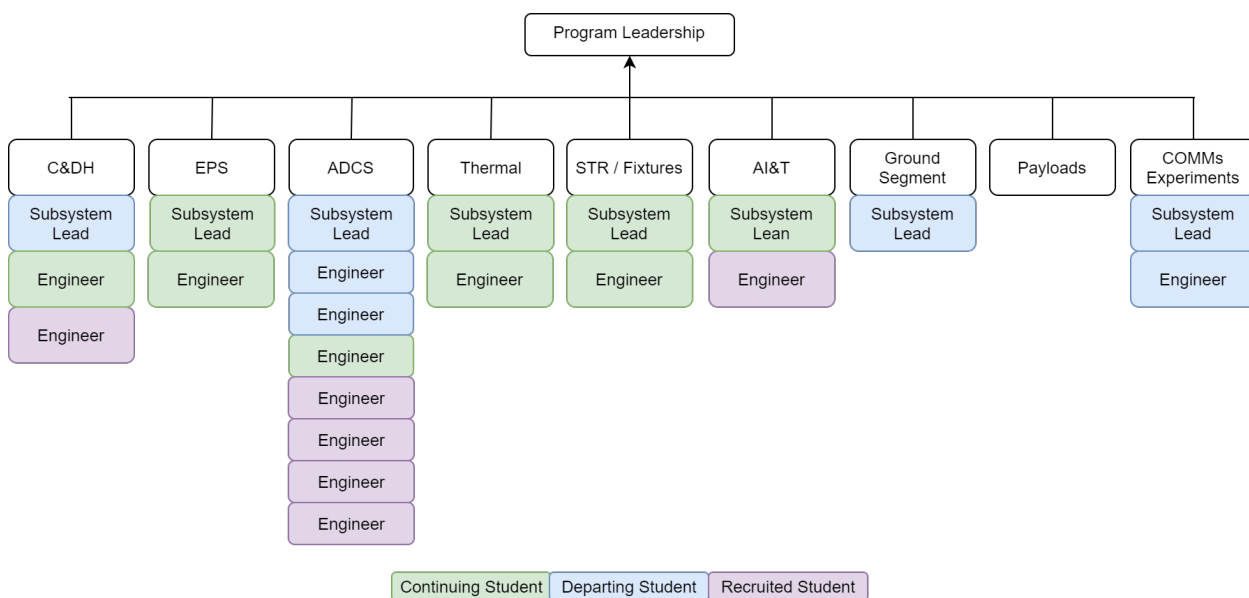 Program Leadership
C&DH
EPS
ADCS
Thermal
STR / Fixtures
AI&T
Ground
Segment
Payloads
COMMs
Experiments
Subsystem
Lead
Subsystem
Lead
Subsystem
Lead
Subsystem
Lead
Subsystem
Lead
Subsystem
Lean
Subsystem
Lead
Subsystem
Lead
Engineer
Engineer
Engineer
Engineer
Engineer
Engineer
Engineer
Engineer
Engineer
Engineer
Engineer
Engineer
Engineer
Engineer
Continuing Student
Departing Student
Recruited Student